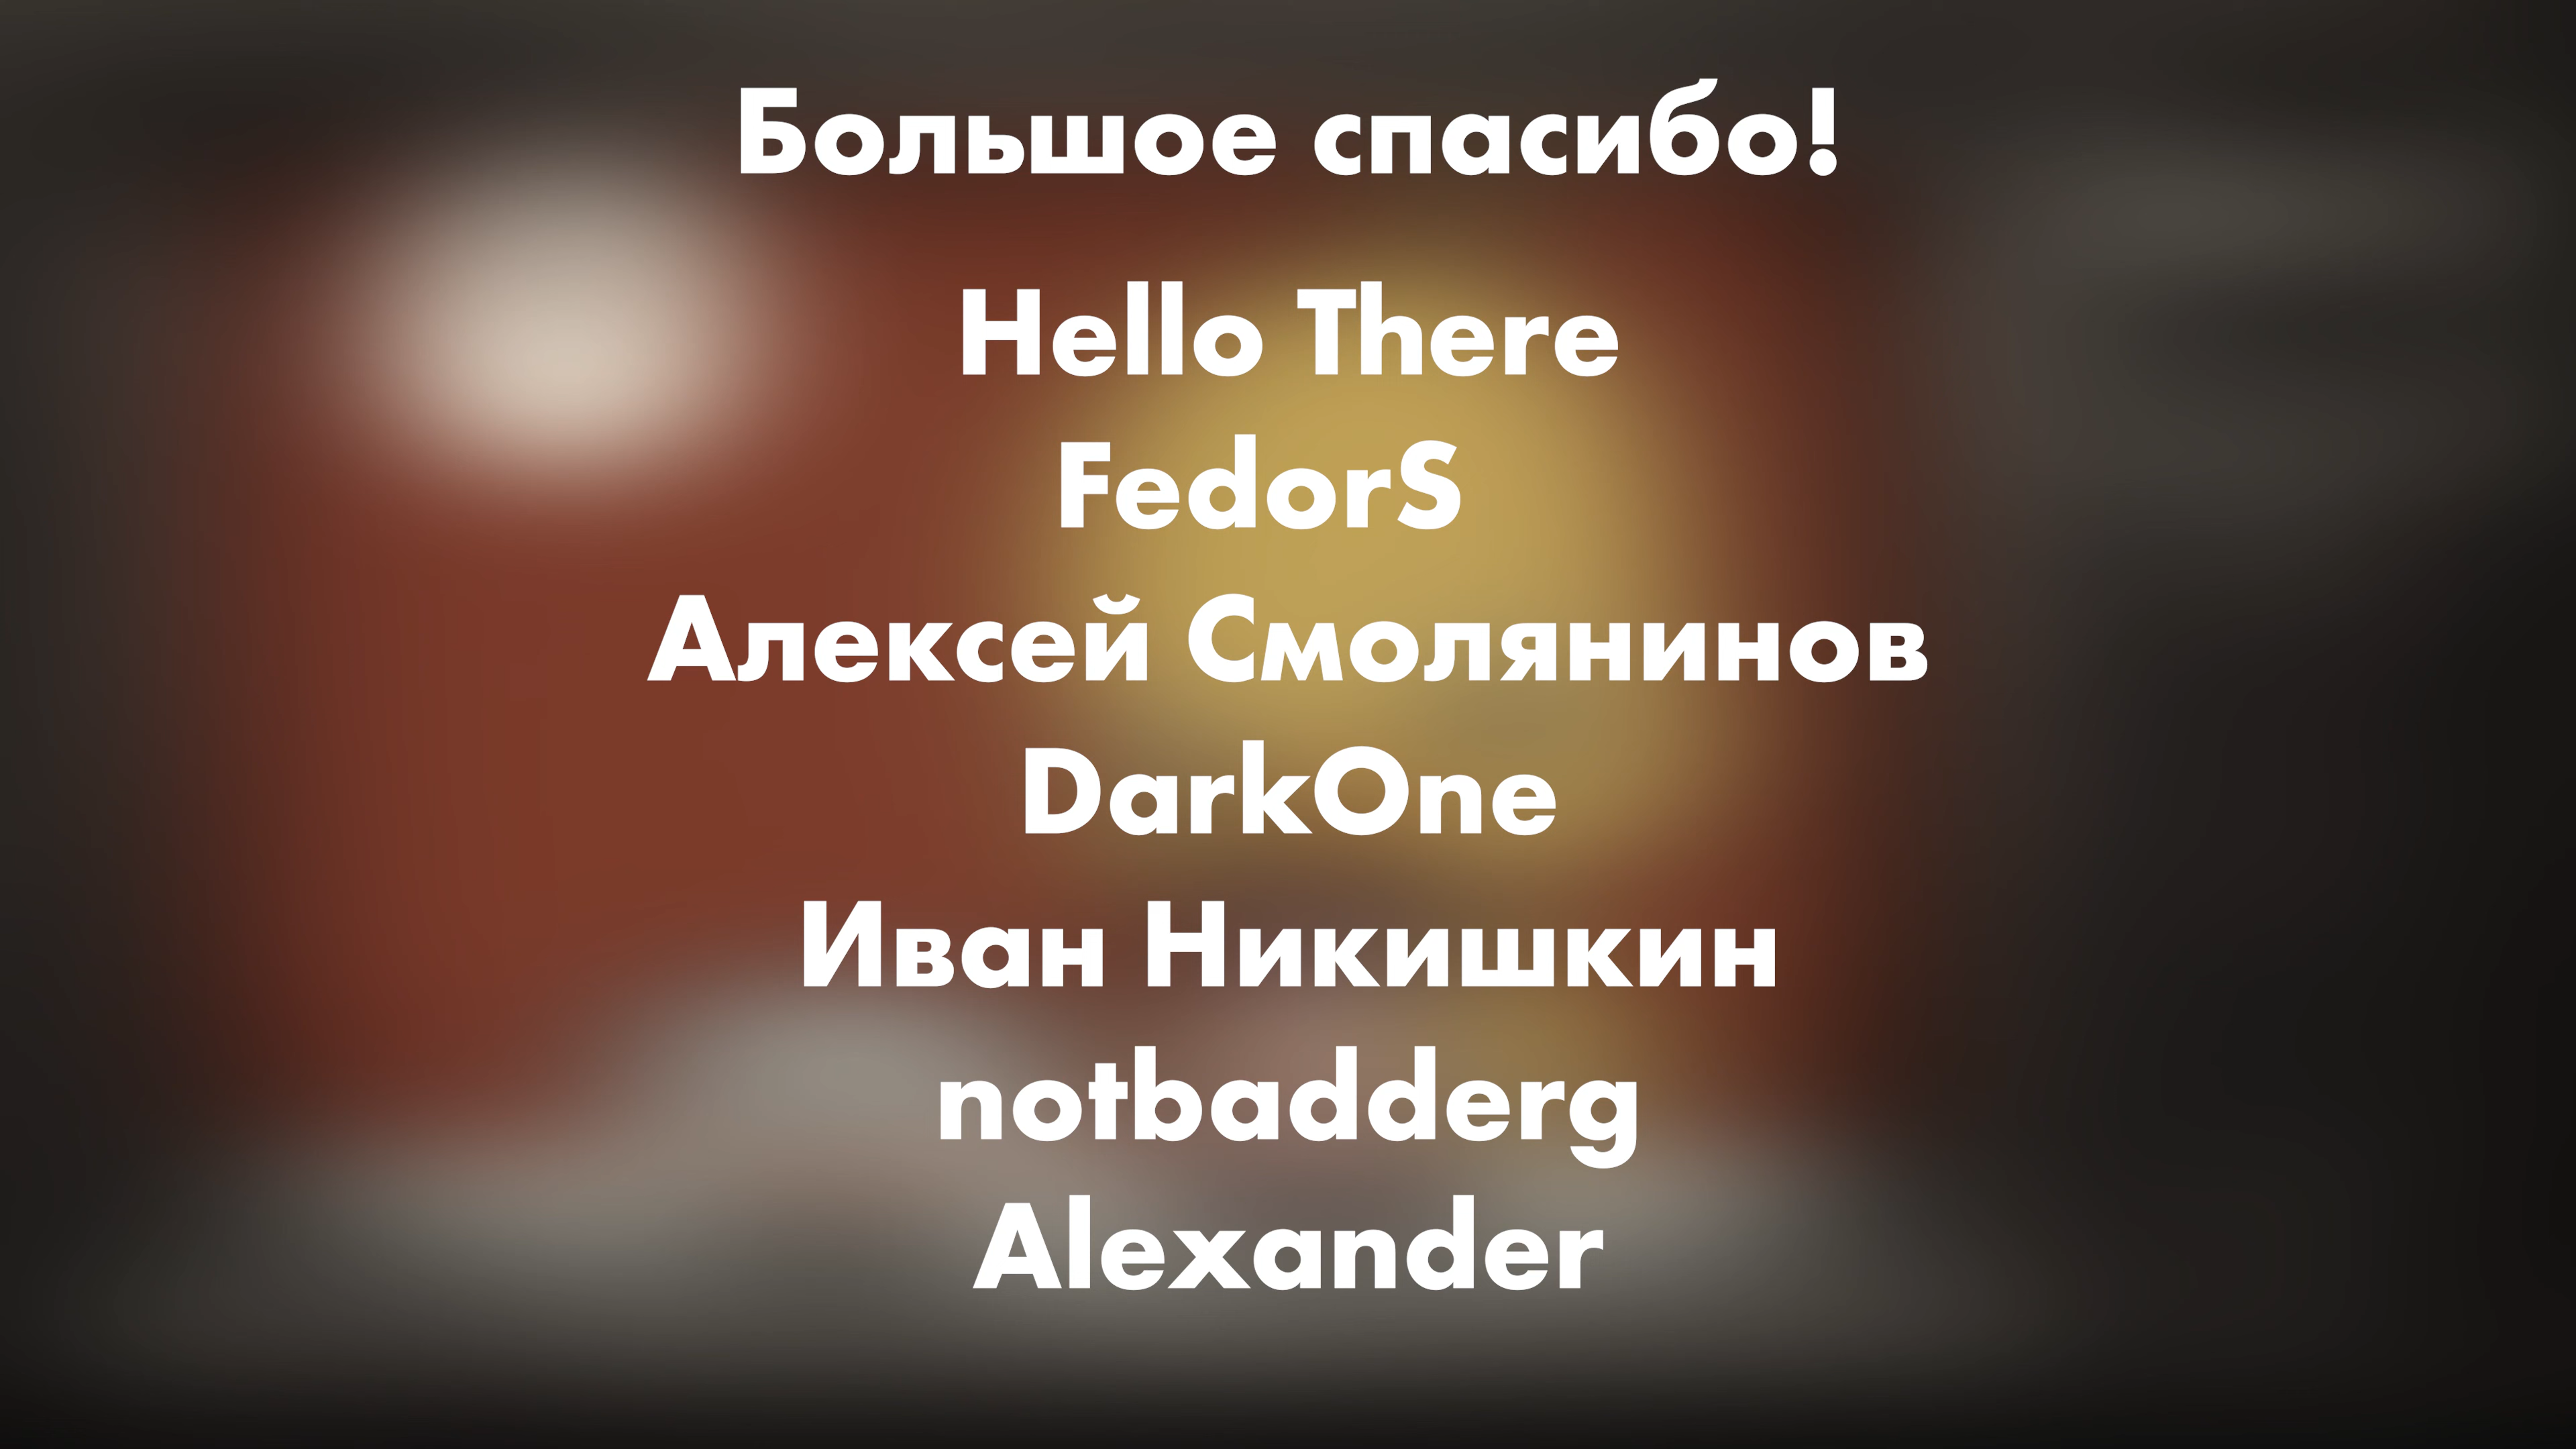 Большое спасибо!
Hello There
FedorS
Алексей Смолянинов
DarkOne
Иван Никишкин
notbadderg
Alexander